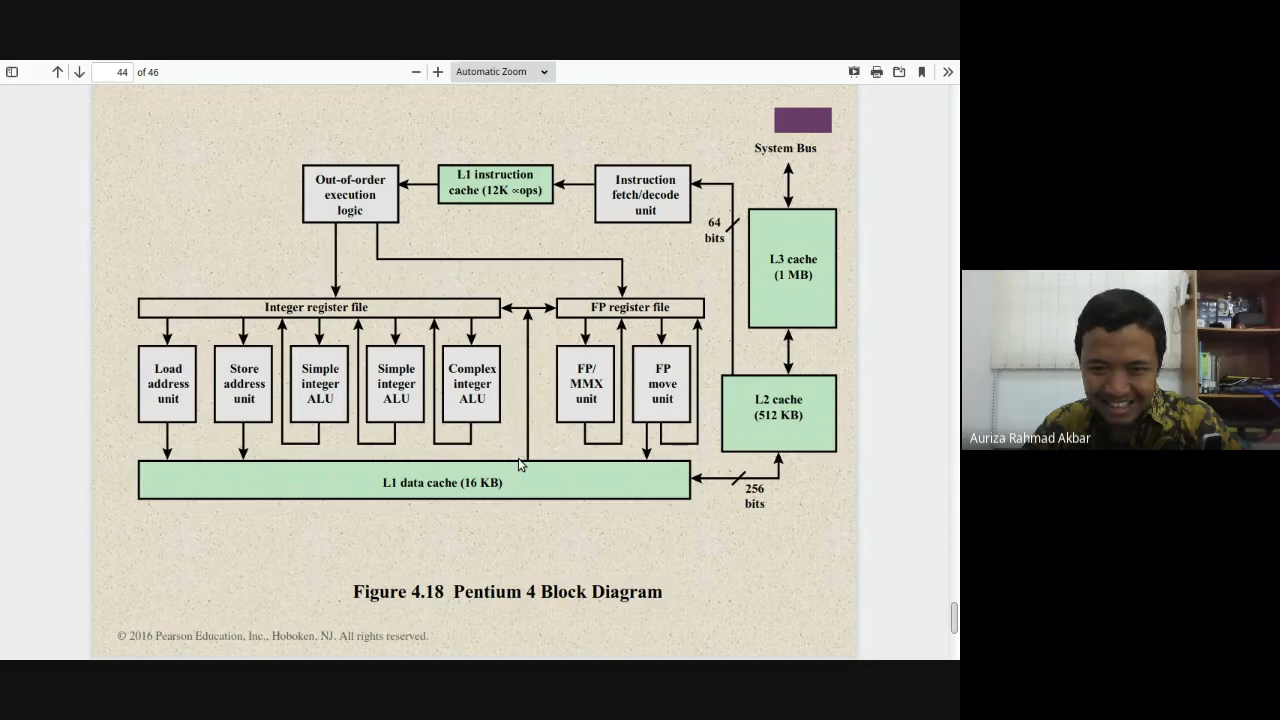 44 of 46
Automatic Zoom
System Bus
Out-of-order
execution
logic
L1 instruction
cache (12K ∞ops)
Instruction
fetch/decode
unit
64
bits
L3 cache
(1 MB)
Integer register file
FP register file
Load
address
unit
Store
address
unit
Simple
integer
ALU
Simple
integer
ALU
Complex
integer
ALU
FP/
MMX
unit
FP
move
unit
L2 cache
(512 KB)
L1 data cache (16 KB)
256
bits
Figure 4.18 Pentium 4 Block Diagram
© 2016 Pearson Education, Inc., Hoboken, NJ. All rights reserved.
Auriza Rahmad Akbar